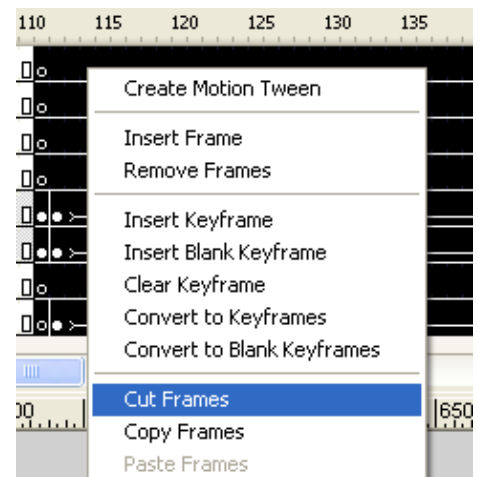 110 115 120 125 130 135
Create Motion Tween
Insert Frame
Remove Frames
Insert Keyframe
Insert Blank Keyframe
Clear Keyframe
Convert to Keyframes
Convert to Blank Keyframes
Cut Frames
00 650
Copy Frames
Paste Frames